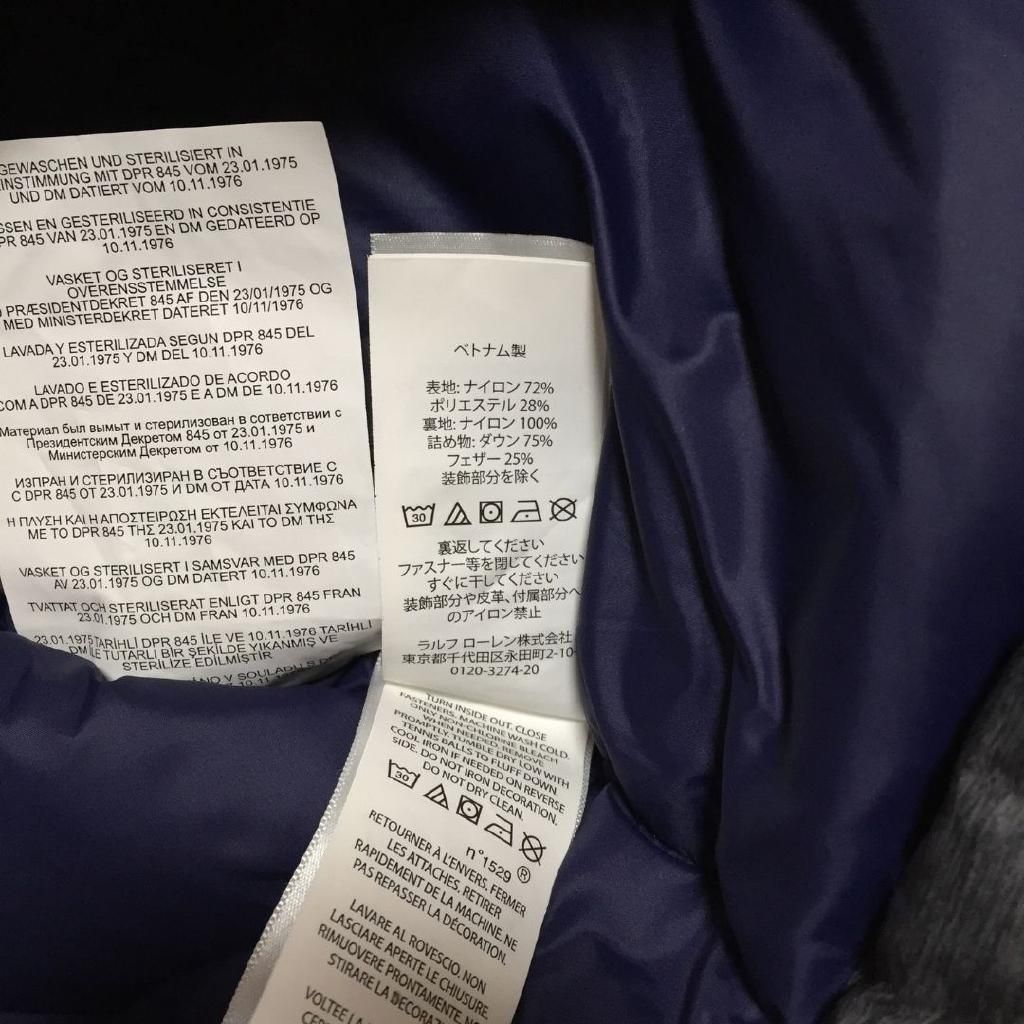 GEWASCHEN UND STERILISIERT IN
MIT DPR 845 VOM 23.01.1975
UND DM DATIERT VOM 10.11.1976
EN GESTERILISEERD IN CONSISTENTIE
845 VAN 23.01.1975 EN DM GEDATEERD OP
10.11.1976
VASKET OG STERILISERET I
OVERENSSTEMMELSE
PRÆSIDENTDEKRET 845 AF DEN 23/01/1975 OG
MED MINISTERDEKRET DATERET 10/11/1976
LAVADA Y ESTERILIZADA SEGUN DPR 845 DEL
23.01.1975 Y DM DEL 10.11.1976
LAVADO E ESTERILIZADO DE ACORDO
COM A DPR 845 DE 23.01.1975 E A DM DE 10.11.1976
Материал был вымыт и стерилизован в сответствии с
Президентским Декретом 845 от 23.01.1975 и
Министерским Декретом от 10.11.1976
ИЗПРАН И СТЕРИЛИЗИРАН В СЪОТВЕТСТВИЕ С
С DPR 845 ОТ 23.01.1975 И DM ОТ ДАТА 10.11.1976
Η ΠΛΥΣΗ ΚΑΙ Η ΑΠΟΣΤΕΙΡΩΣΗ ΕΚΤΕΛΕΙΤΑΙ ΣΥΜΦΩΝΑ
ΜΕ ΤΟ DPR 845 ΤΗΣ 23.01.1975 ΚΑΙ ΤΟ DM ΤΗΣ
10.11.1976
VASKET OG STERILISERT I SAMSVAR MED DPR 845
AV 23.01.1975 OG DM DATERT 10.11.1976
TVATTAT OCH STERILISERAT ENLIGT DPR 845 FRAN
23.01.1975 OCH DM FRAN 10.11.1976
23.01.1975 TARİHLİ DPR 845 İLE VE 10.11.1976 TARİHLİ
DM İLE TUTARLI BİR ŞEKİLDE YIKANMIŞ VE
STERİLİZE EDİLMİŞTİR
V SOULADU S
ベトナム製
表地: ナイロン 72%
ポリエステル 28%
裏地: ナイロン 100%
詰め物: ダウン 75%
フェザー 25%
装飾部分を除く
30
裏返してください
ファスナー等を閉じてください
すぐに干してください
装飾部分や皮革、付属部分へ
のアイロン禁止
ラルフ ローレン株式会社
東京都千代田区永田町2-10-
0120-3274-20
TURN INSIDE OUT. CLOSE
FASTENERS. MACHINE WASH COLD.
ONLY NON-CHLORINE BLEACH
WHEN NEEDED.
PROMPTLY TUMBLE DRY LOW WITH
TENNIS BALLS TO FLUFF DOWN
COOL IRON IF NEEDED ON REVERSE
SIDE. DO NOT IRON DECORATION.
DO NOT DRY CLEAN.
30
n°1529 ®
RETOURNER À L'ENVERS. FERMER
LES ATTACHES. RETIRER
RAPIDEMENT DE LA MACHINE. NE
PAS REPASSER LA DÉCORATION.
LAVARE AL ROVESCIO. NON
LASCIARE APERTE LE CHIUSURE.
RIMUOVERE PRONTAMENTE. 
STIRARE LA
VOLTEE LA